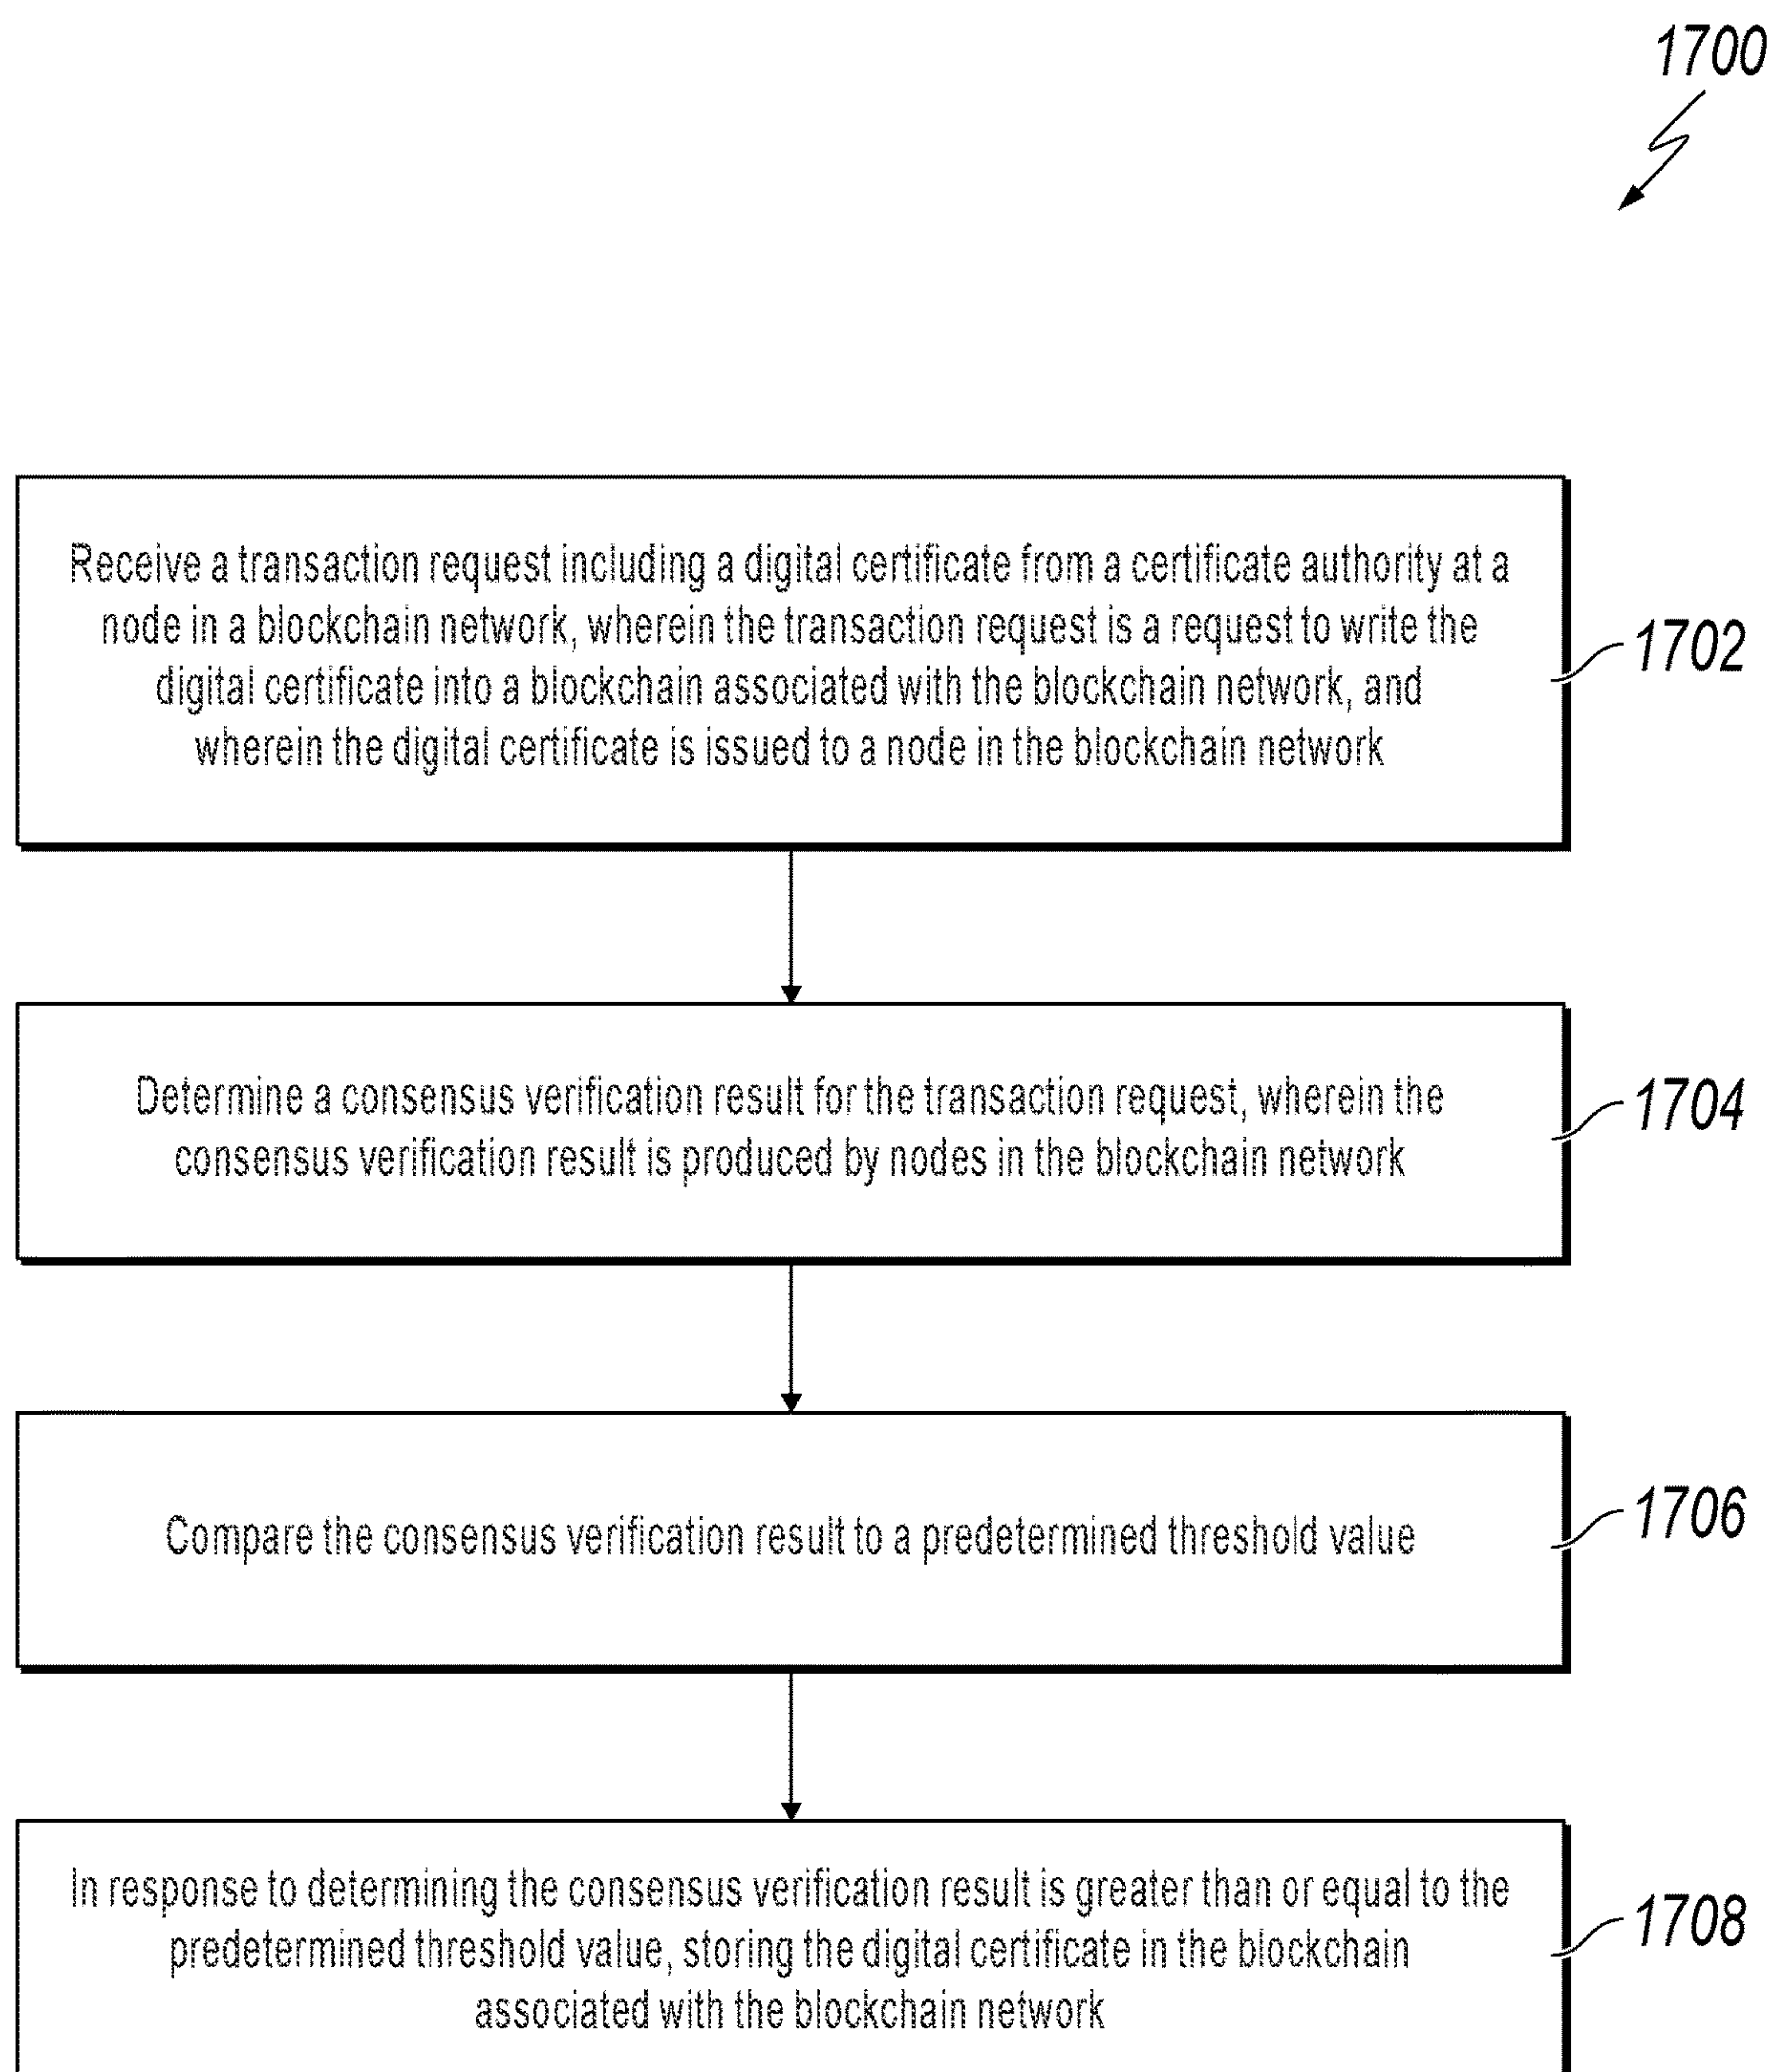 1700
Receive a transaction request including a digital certificate from a certificate authority at a
node in a blockchain network, wherein the transaction request is a request to write the
digital certificate into a blockchain associated with the blockchain network, and
wherein the digital certificate is issued to a node in the blockchain network
1702
Determine a consensus verification result for the transaction request, wherein the
consensus verification result is produced by nodes in the blockchain network
1704
Compare the consensus verification result to a predetermined threshold value
1706
In response to determining the consensus verification result is greater than or equal to the
predetermined threshold value, storing the digital certificate in the blockchain
associated with the blockchain network
1708